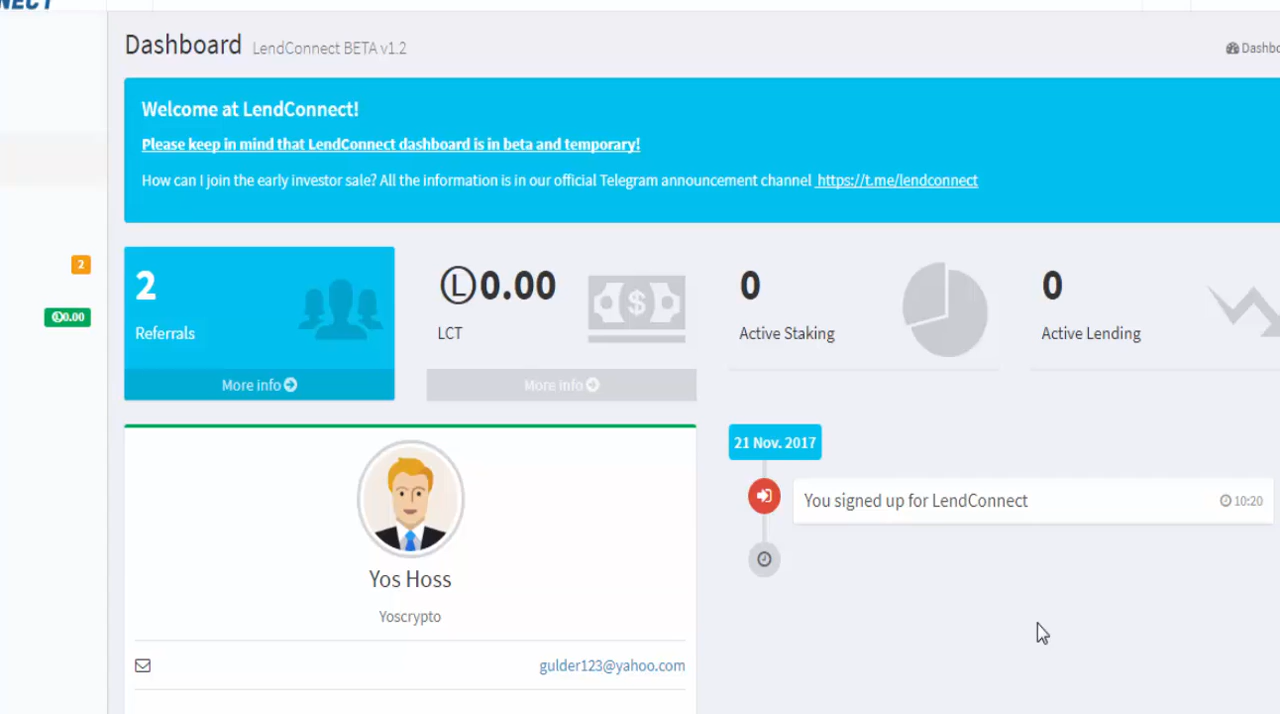 Dashboard LendConnect BETA v1.2
Welcome at LendConnect!
Please keep in mind that LendConnect dashboard is in beta and temporary!
How can I join the early investor sale? All the information is in our official Telegram announcement channel https://t.me/lendconnect
2
0.00
2
Referrals
More info
0.00
LCT
More info
0
Active Staking
0
Active Lending
Yos Hoss
Yoscrypto
gulder123@yahoo.com
21 Nov. 2017
You signed up for LendConnect 10:20